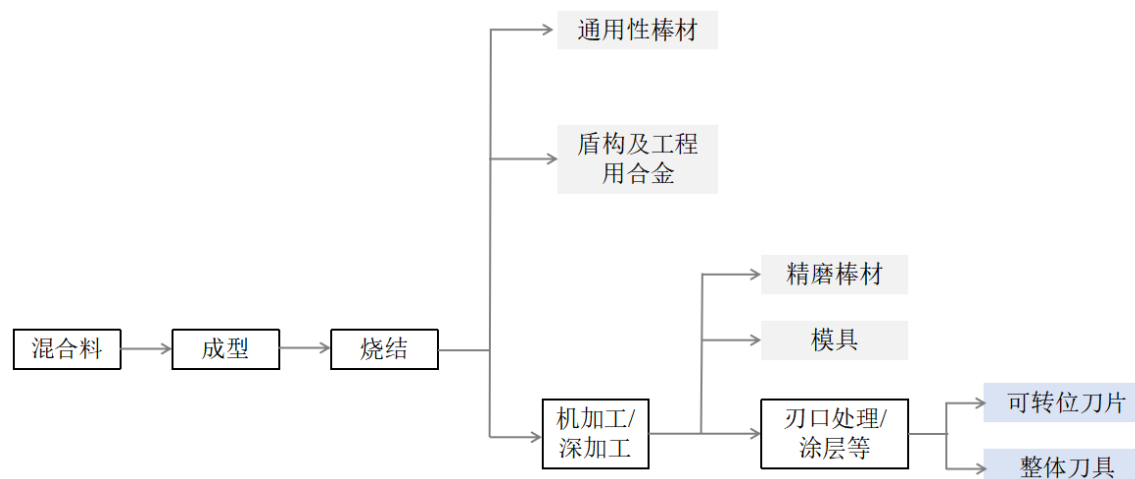 通用性棒材
盾构及工程
用合金
精磨棒材
混合料
成型
烧结
模具
机加工/
深加工
刃口处理/
涂层等
可转位刀片
整体刀具